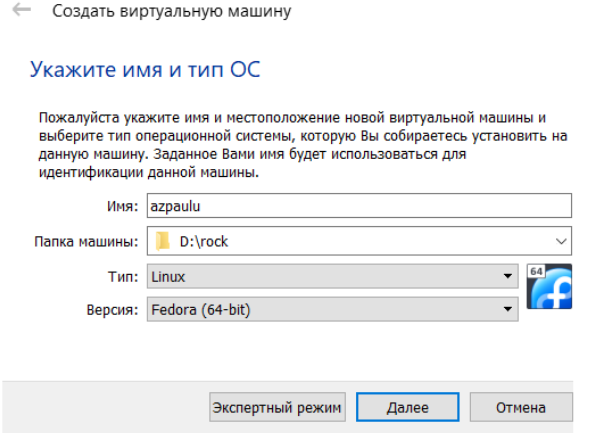 Создать виртуальную машину
Укажите имя и тип ОС
Пожалуйста укажите имя и местоположение новой виртуальной машины и
выберите тип операционной системы, которую Вы собираетесь установить на
данную машину. Заданное Вами имя будет использоваться для
идентификации данной машины.
Имя: azpaulu
Папка машины: D:\rock
Тип: Linux
64
Версия: Fedora (64-bit)
Экспертный режим Далее Отмена